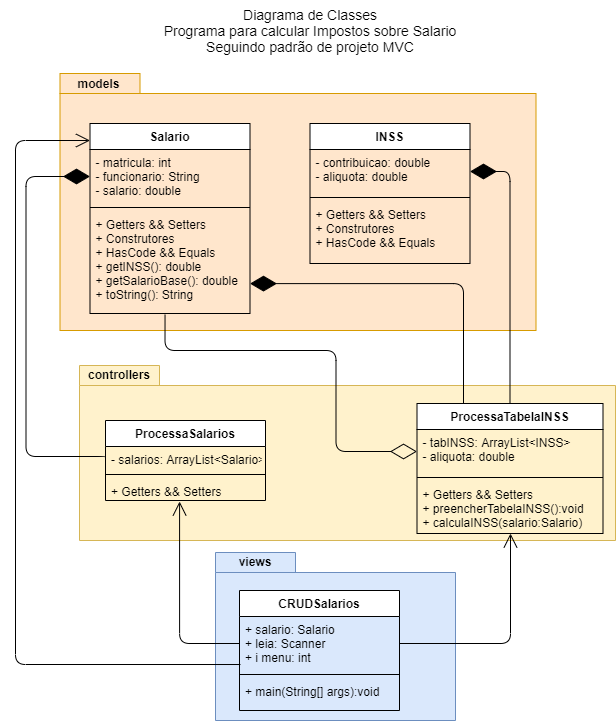 Diagrama de Classes
Programa para calcular Impostos sobre Salario
Seguindo padrão de projeto MVC
models
Salario
- matricula: int
- funcionario: String
- salario: double
+ Getters && Setters
+ Construtores
+ HasCode && Equals
+ getINSS(): double
+ getSalarioBase(): double
+ toString(): String
INSS
- contribuicao: double
- aliquota: double
+ Getters && Setters
+ Construtores
+ HasCode && Equals
controllers
ProcessaSalarios
- salarios: ArrayList<Salario>
+ Getters && Setters
ProcessaTabelaINSS
- tabINSS: ArrayList<INSS>
- aliquota: double
+ Getters && Setters
+ preencherTabelaINSS():void
+ calculaINSS(salario:Salario)
views
CRUDSalarios
+ salario: Salario
+ leia: Scanner
+ i menu: int
+ main(String[] args):void